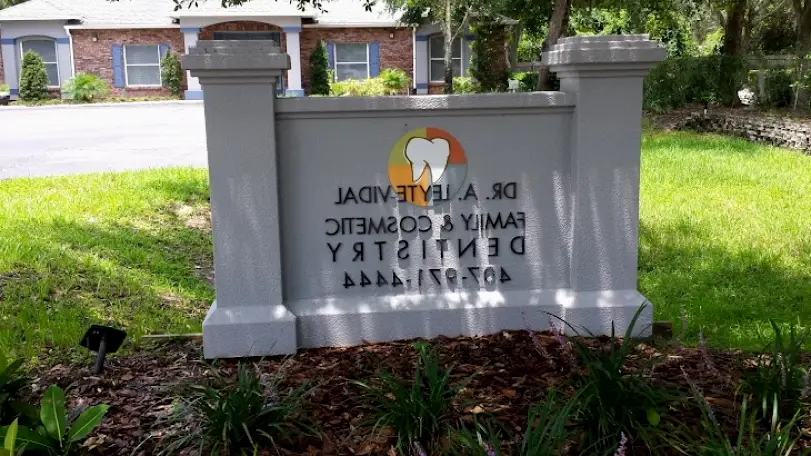 DR. A. LEYTE-VIDAL
FAMILY & COSMETIC
DENTISTRY
407-971-4444